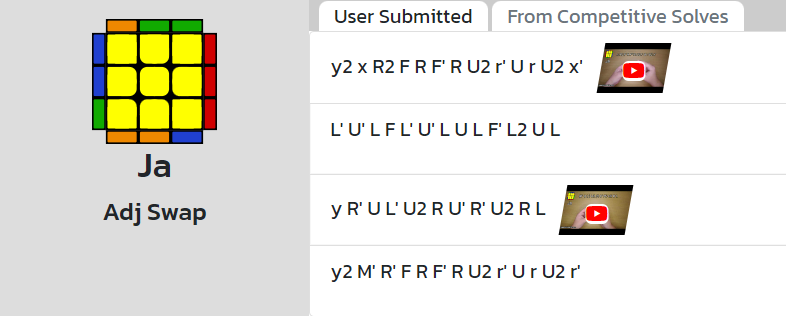 User Submitted
From Competitive Solves
y2 x R2 F R F' R U2 r' U r U2 x'
L' U' L F L' U' L U L F' L2 U L
Ja
Adj Swap
y R' U L' U2 R U' R' U2 R L
y2 M' R' F R F' R U2 r' U r U2 r'